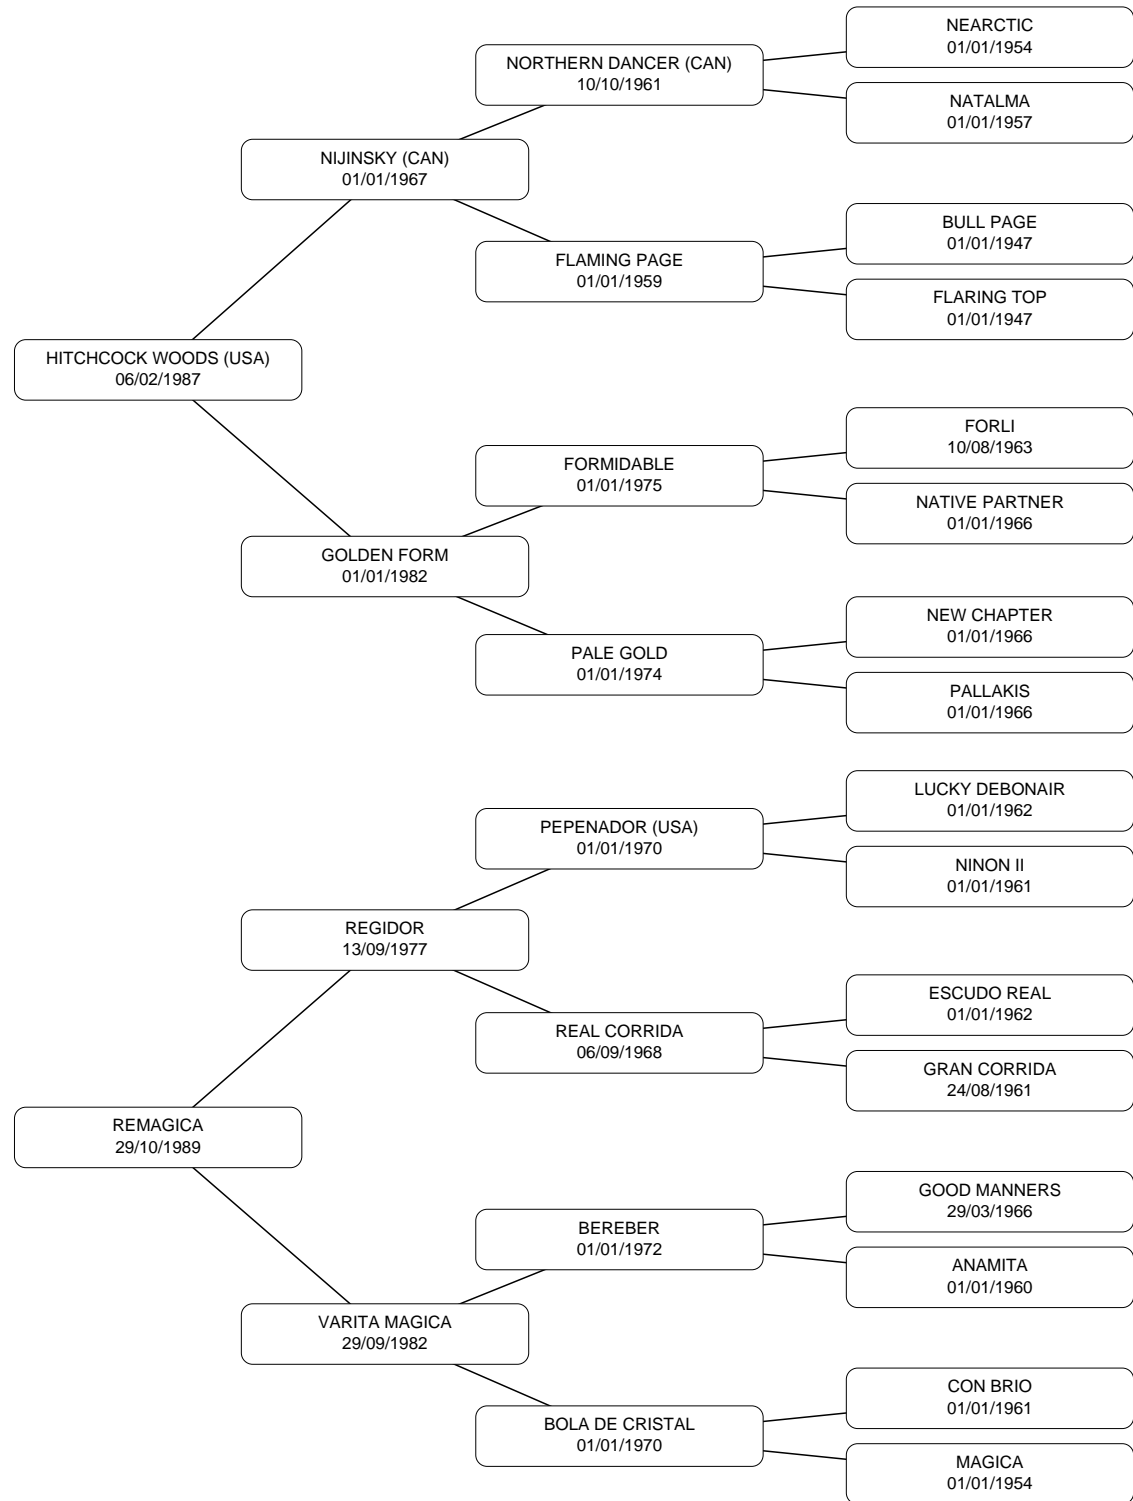 NEARCTIC
01/01/1954
NORTHERN DANCER (CAN)
10/10/1961
NATALMA
01/01/1957
NIJINSKY (CAN)
01/01/1967
BULL PAGE
01/01/1947
FLAMING PAGE
01/01/1959
FLARING TOP
01/01/1947
HITCHCOCK WOODS (USA)
06/02/1987
FORLI
10/08/1963
FORMIDABLE
01/01/1975
NATIVE PARTNER
01/01/1966
GOLDEN FORM
01/01/1982
NEW CHAPTER
01/01/1966
PALE GOLD
01/01/1974
PALLAKIS
01/01/1966
LUCKY DEBONAIR
01/01/1962
PEPENADOR (USA)
01/01/1970
NINON II
01/01/1961
REGIDOR
13/09/1977
ESCUDO REAL
01/01/1962
REAL CORRIDA
06/09/1968
GRAN CORRIDA
24/08/1961
REMAGICA
29/10/1989
GOOD MANNERS
29/03/1966
BEREBER
01/01/1972
ANAMITA
01/01/1960
VARITA MAGICA
29/09/1982
CON BRIO
01/01/1961
BOLA DE CRISTAL
01/01/1970
MAGICA
01/01/1954